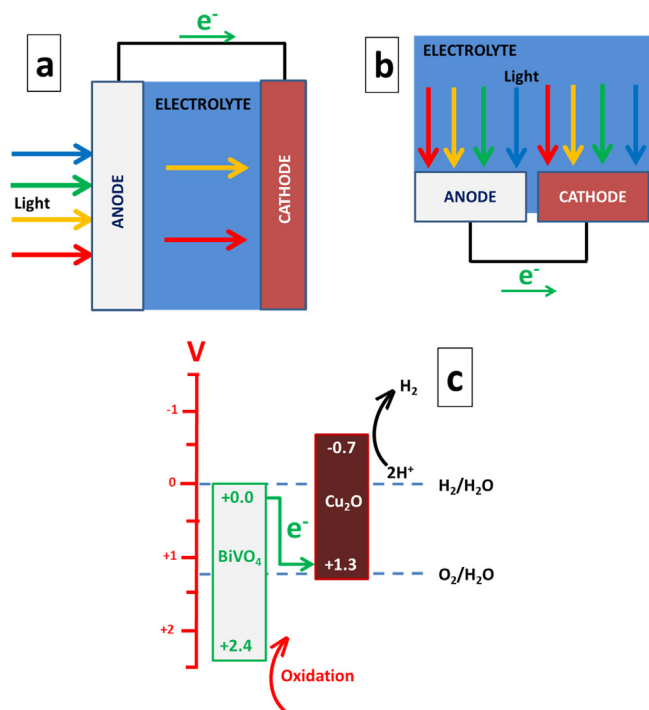 e-
a
ELECTROLYTE
Light
ANODE
CATHODE
ELECTROLYTE
b
Light
ANODE
CATHODE
e-
V
c
-1
0
+1
+2
+0.0
BiVO4
+2.4
e-
-0.7
Cu2O
+1.3
H2
2H+
H2/H2O
O2/H2O
Oxidation